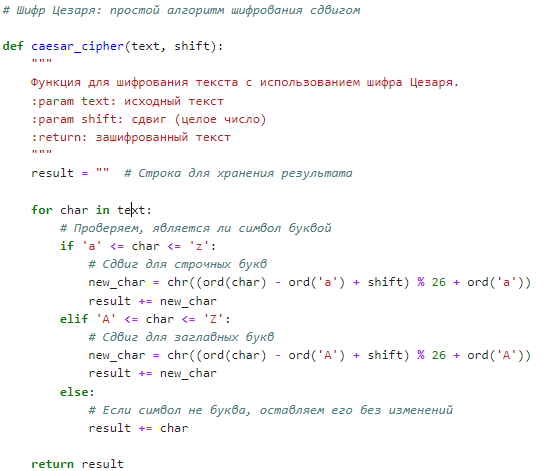 # Шифр Цезаря: простой алгоритм шифрования сдвигом

def caesar_cipher(text, shift):
    """
    Функция для шифрования текста с использованием шифра Цезаря.
    :param text: исходный текст
    :param shift: сдвиг (целое число)
    :return: зашифрованный текст
    """
    result = ""  # Строка для хранения результата

    for char in text:
        # Проверяем, является ли символ буквой
        if 'a' <= char <= 'z':
            # Сдвиг для строчных букв
            new_char = chr((ord(char) - ord('a') + shift) % 26 + ord('a'))
            result += new_char
        elif 'A' <= char <= 'Z':
            # Сдвиг для заглавных букв
            new_char = chr((ord(char) - ord('A') + shift) % 26 + ord('A'))
            result += new_char
        else:
            # Если символ не буква, оставляем его без изменений
            result += char

    return result